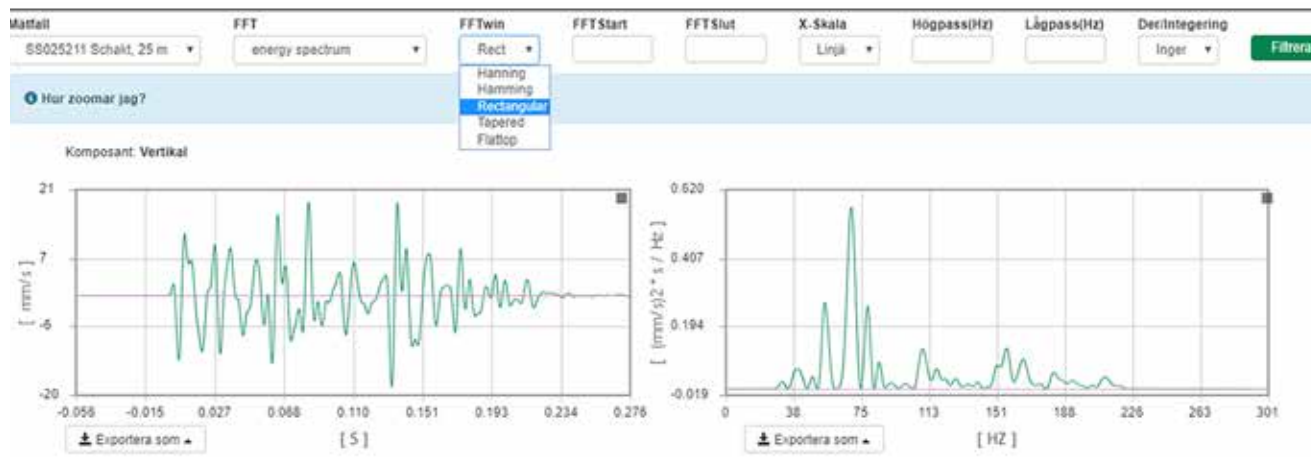 Mätfall FFT FFTwin FFTStart FFTSlut X-Skala Högpass(Hz) Lågpass(Hz) Der/Integering
SS025211 Schakt, 25 m energy spectrum Rect Linjä Inger Filtrera
Hanning
Hamming
Rectangular
Tapered
Flattop
Hur zoomar jag?
Komposant: Vertikal
21
7
-5
-20
[ mm/s ]
-0.056 -0.015 0.027 0.068 0.110 0.151 0.193 0.234 0.276
Exportera som
[ S ]
0.620
0.407
0.194
-0.019
[ (mm/s)2 * s / Hz ]
0 38 75 113 151 188 226 263 301
Exportera som
[ HZ ]